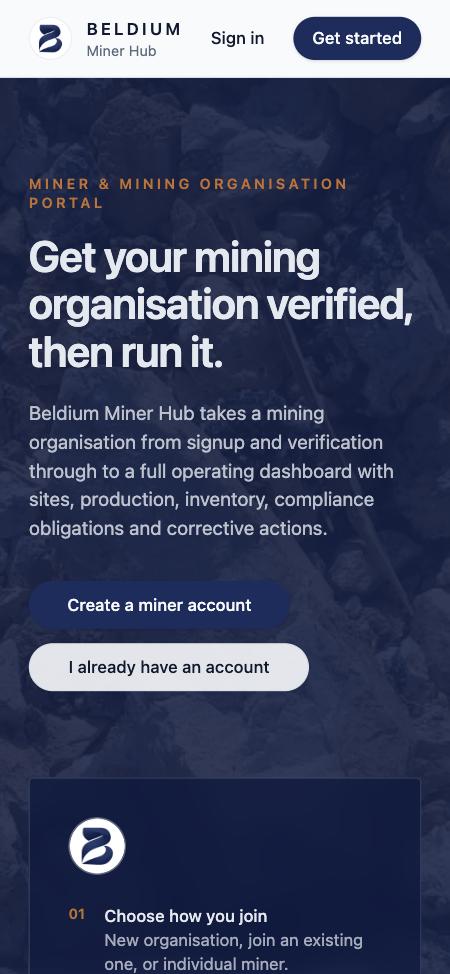 BELDIUM
Miner Hub
Sign in
Get started
MINER & MINING ORGANISATION
PORTAL
Get your mining
organisation verified,
then run it.
Beldium Miner Hub takes a mining
organisation from signup and verification
through to a full operating dashboard with
sites, production, inventory, compliance
obligations and corrective actions.
Create a miner account
I already have an account
01 Choose how you join
New organisation, join an existing
one, or individual miner.